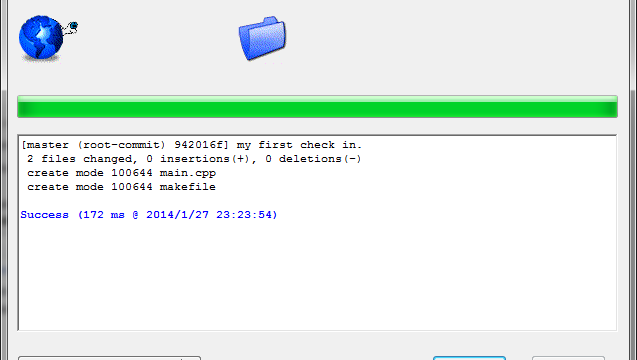 [master (root-commit) 942016f] my first check in.
2 files changed, 0 insertions(+), 0 deletions(-)
create mode 100644 main.cpp
create mode 100644 makefile
Success (172 ms @ 2014/1/27 23:23:54)